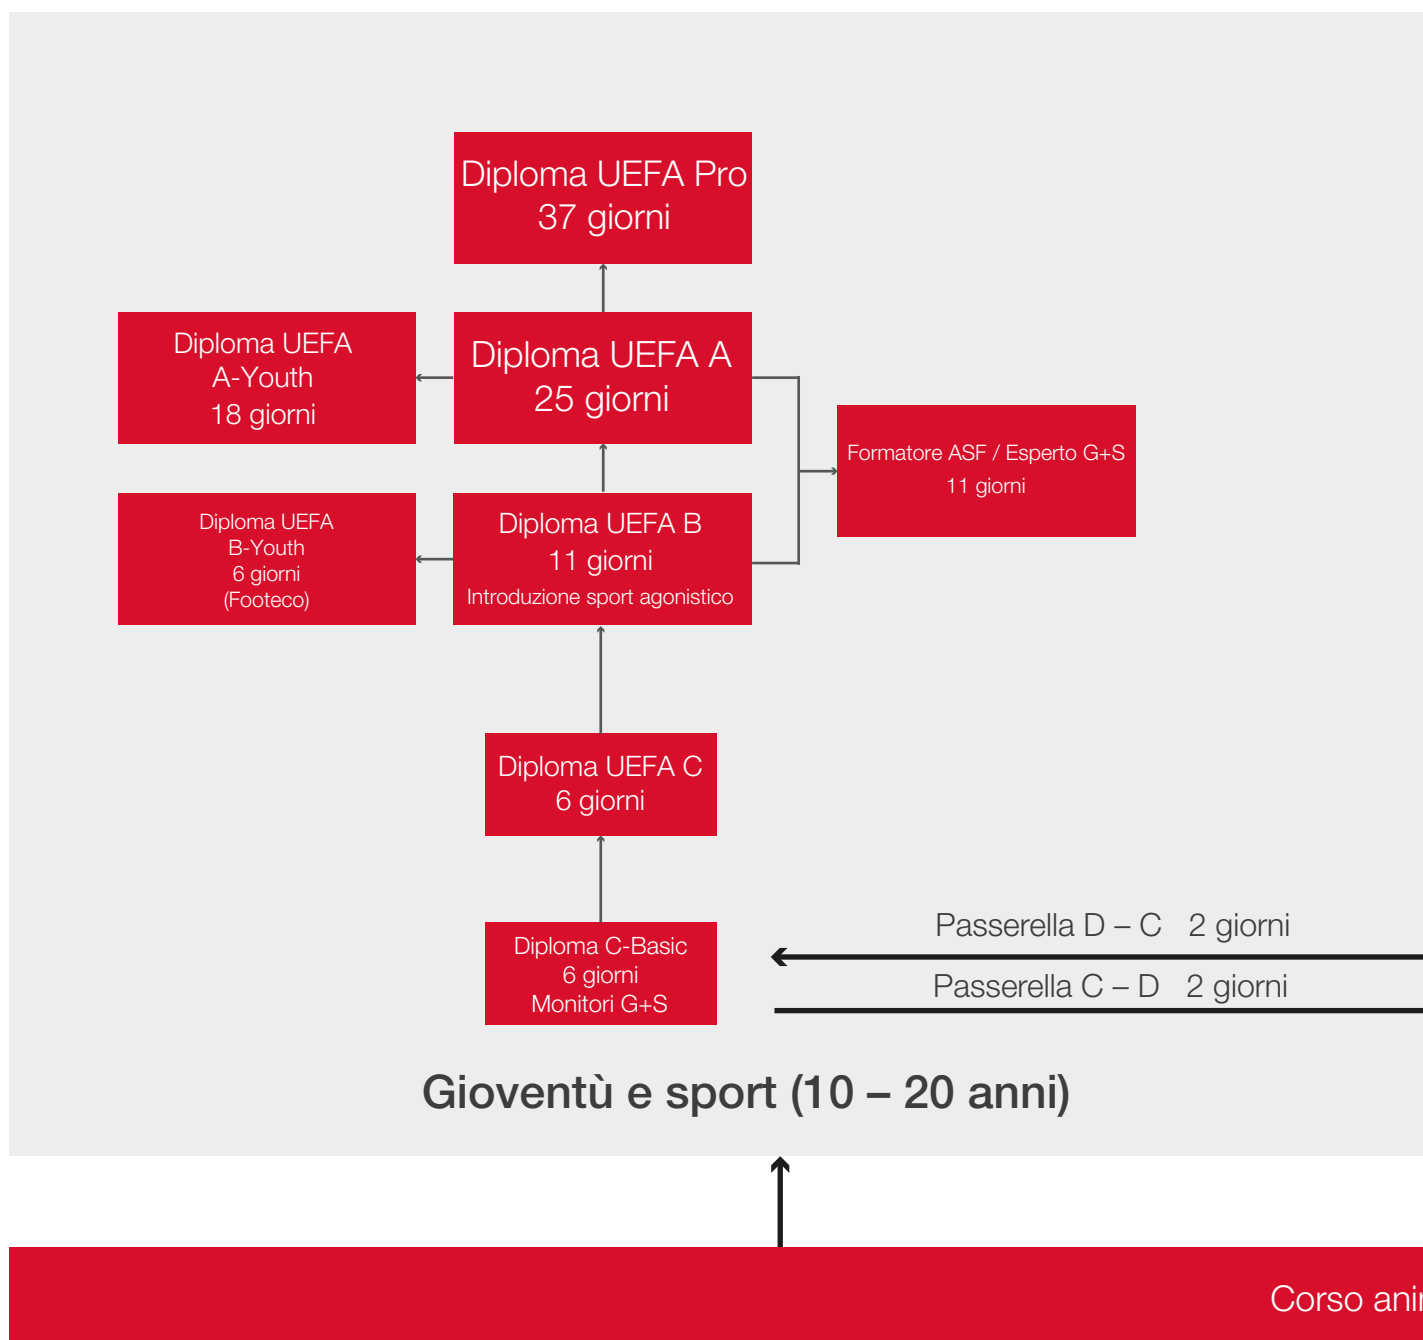 Diploma UEFA Pro
37 giorni
Diploma UEFA
A-Youth
18 giorni
Diploma UEFA A
25 giorni
Formatore ASF / Esperto G+S
11 giorni
Diploma UEFA
B-Youth
6 giorni
(Footeco)
Diploma UEFA B
11 giorni
Introduzione sport agonistico
Diploma UEFA C
6 giorni
Diploma C-Basic
6 giorni
Monitori G+S
Passerella D – C 2 giorni
Passerella C – D 2 giorni
Gioventù e sport (10 – 20 anni)
Corso